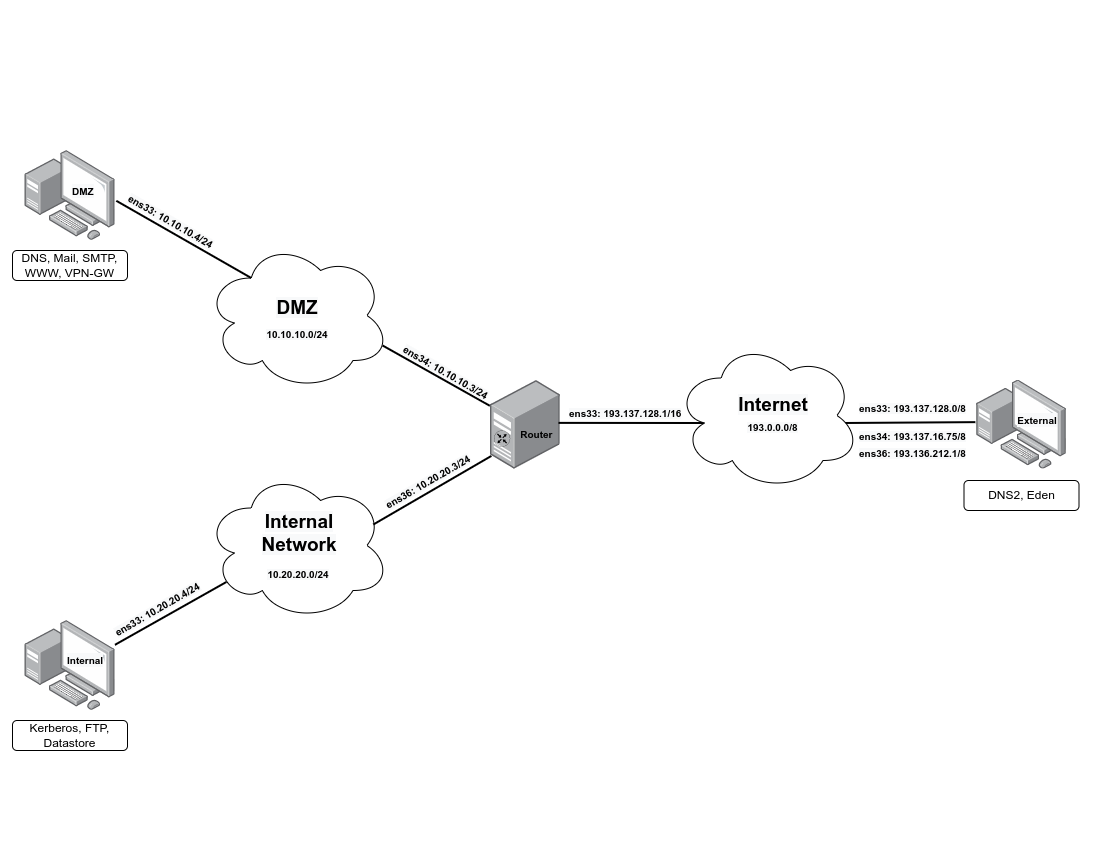 DMZ
ens33: 10.10.10.4/24
DNS, Mail, SMTP,
WWW, VPN-GW
DMZ
10.10.10.0/24
ens34: 10.10.10.3/24
Router
ens33: 193.137.128.1/16
Internet
193.0.0.0/8
ens33: 193.137.128.0/8
ens34: 193.137.16.75/8
ens36: 193.136.212.1/8
External
DNS2, Eden
ens36: 10.20.20.3/24
Internal
Network
10.20.20.0/24
ens33: 10.20.20.4/24
Internal
Kerberos, FTP,
Datastore